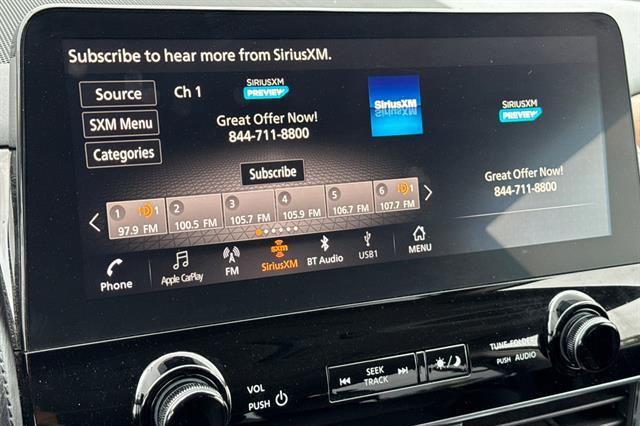 Subscribe to hear more from SiriusXM.
Source
Ch 1
SIRIUSXM
PREVIEW
SiriusXM
SIRIUSXM
PREVIEW
SXM Menu
Great Offer Now!
844-711-8800
Categories
Great Offer Now!
844-711-8800
Subscribe
1 1 2 3 4 5 6 1
97.9 FM 100.5 FM 105.7 FM 105.9 FM 106.7 FM 107.7 FM
Phone Apple CarPlay FM sxm SiriusXM BT Audio USB1 MENU
VOL
PUSH
SEEK
TRACK
TUNE·FOLDER
PUSH AUDIO